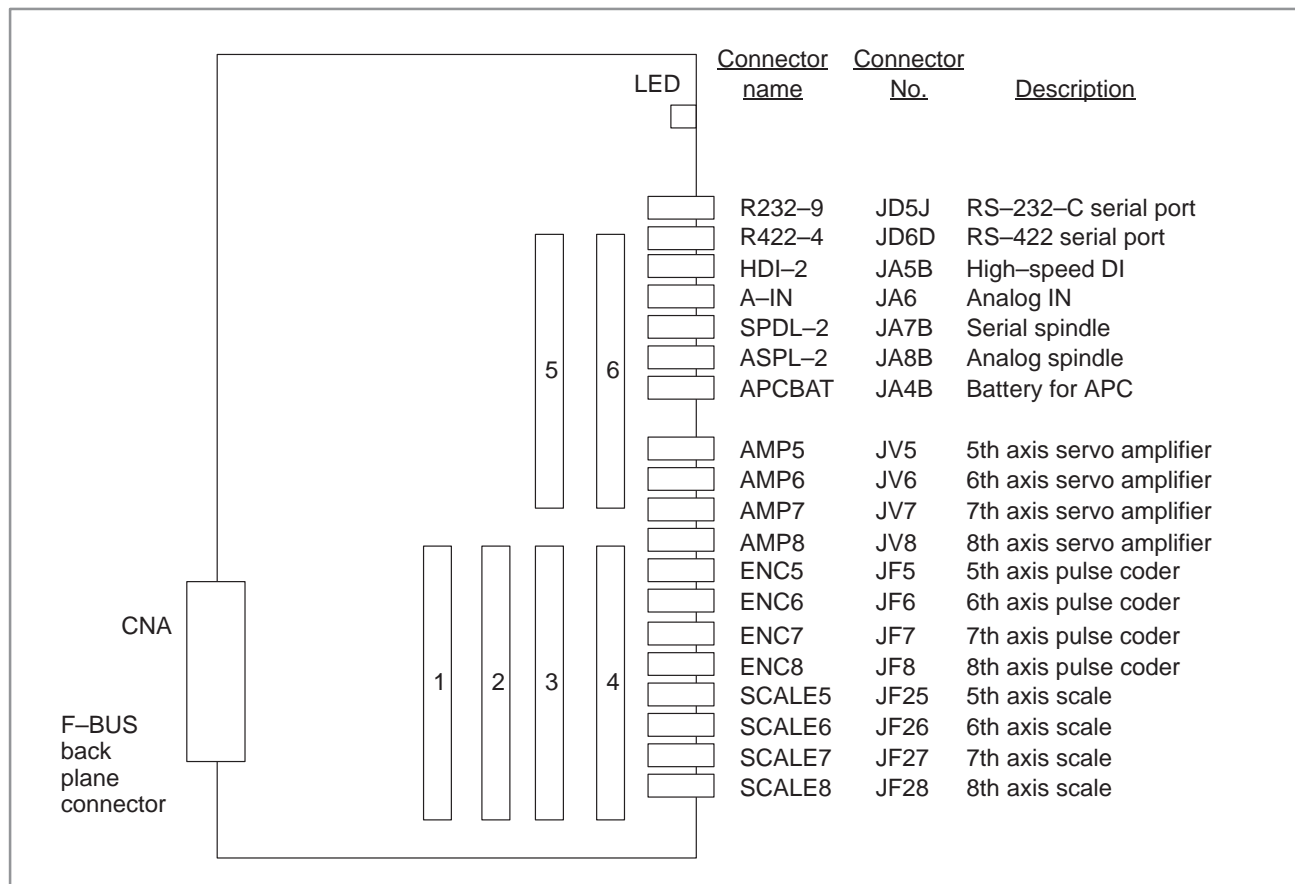 Connector name Connector No. Description
LED
R232–9 JD5J RS–232–C serial port
R422–4 JD6D RS–422 serial port
HDI–2 JA5B High–speed DI
A–IN JA6 Analog IN
SPDL–2 JA7B Serial spindle
ASPL–2 JA8B Analog spindle
APCBAT JA4B Battery for APC
5 6
AMP5 JV5 5th axis servo amplifier
AMP6 JV6 6th axis servo amplifier
AMP7 JV7 7th axis servo amplifier
AMP8 JV8 8th axis servo amplifier
ENC5 JF5 5th axis pulse coder
ENC6 JF6 6th axis pulse coder
ENC7 JF7 7th axis pulse coder
ENC8 JF8 8th axis pulse coder
SCALE5 JF25 5th axis scale
SCALE6 JF26 6th axis scale
SCALE7 JF27 7th axis scale
SCALE8 JF28 8th axis scale
CNA
1 2 3 4
F–BUS
back
plane
connector